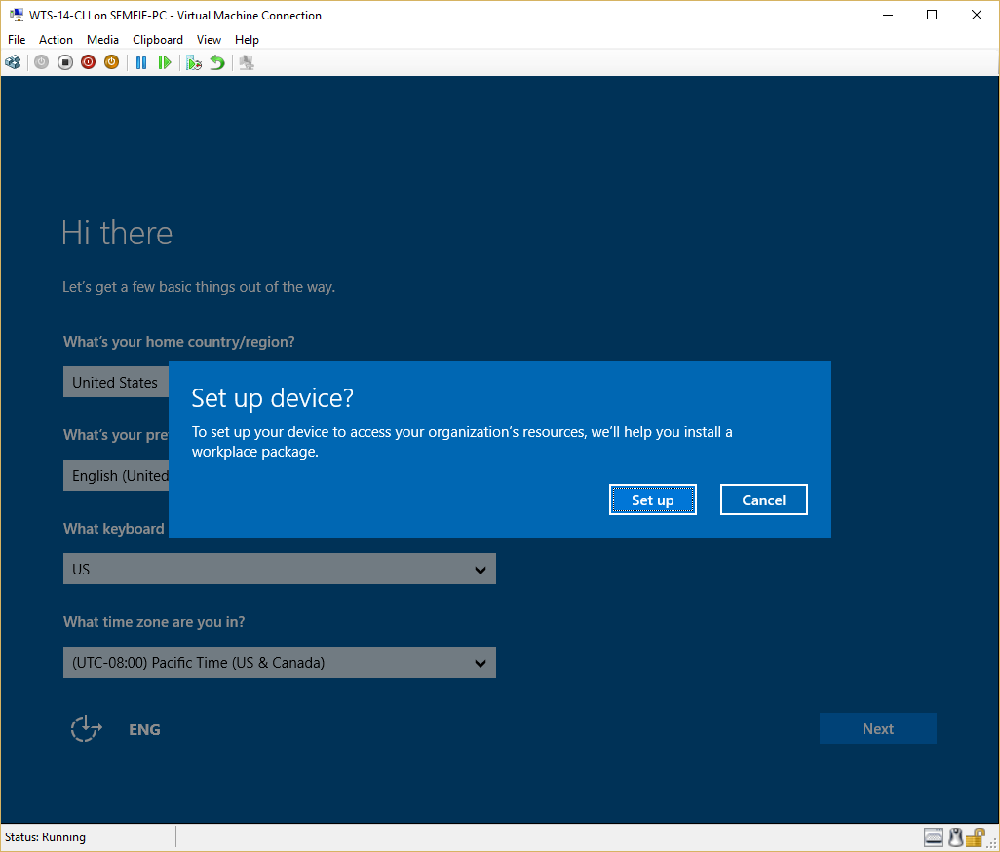 WTS-14-CLI on SEMEIF-PC - Virtual Machine Connection
File Action Media Clipboard View Help
Hi there
Let's get a few basic things out of the way.
What's your home country/region?
United States
Set up device?
To set up your device to access your organization's resources, we'll help you install a
workplace package.
Set up Cancel
What's your pre
English (United
What keyboard
US
What time zone are you in?
(UTC-08:00) Pacific Time (US & Canada)
ENG
Next
Status: Running